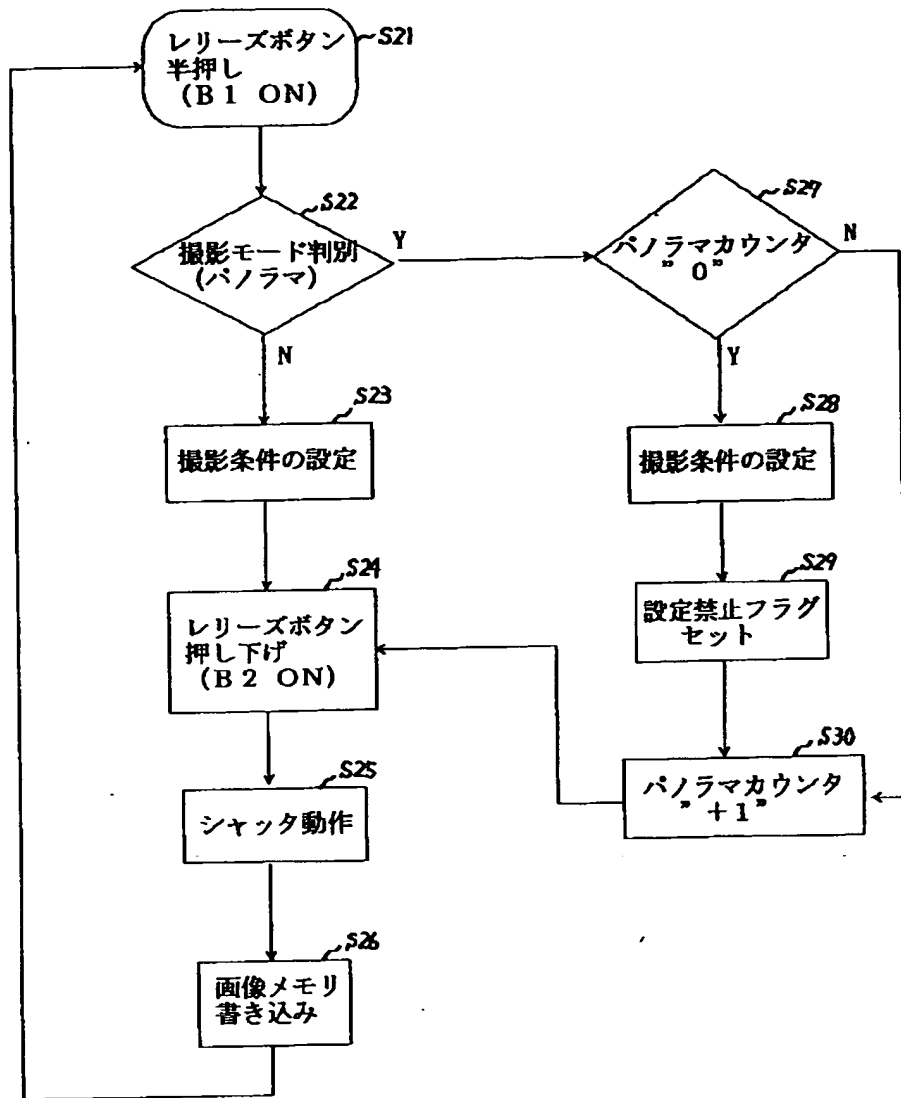 レリーズボタン
半押し
(B1 ON)
S21
撮影モード判別
(パノラマ)
S22
Y
N
撮影条件の設定
S23
レリーズボタン
押し下げ
(B2 ON)
S24
シャッタ動作
S25
画像メモリ
書き込み
S26
パノラマカウンタ
"0"
S27
N
Y
撮影条件の設定
S28
設定禁止フラグ
セット
S29
パノラマカウンタ
"+1"
S30